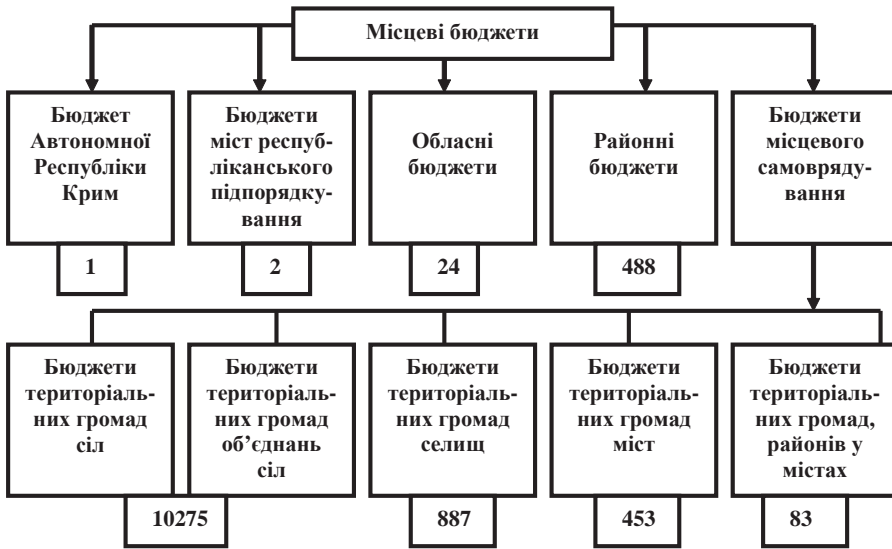 Місцеві бюджети
Бюджет
Автономної
Республіки
Крим
1
Бюджети
міст респуб-
ліканського
підпорядку-
вання
2
Обласні
бюджети
24
Районні
бюджети
488
Бюджети
місцевого
самовряду-
вання
Бюджети
територіаль-
них громад
сіл
Бюджети
територіаль-
них громад
об’єднань
сіл
10275
Бюджети
територіаль-
них громад
селищ
887
Бюджети
територіаль-
них громад
міст
453
Бюджети
територіаль-
них громад,
районів у
містах
83